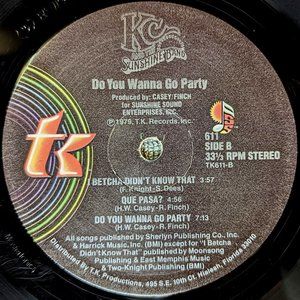 KC
AND THE
SUNSHINE BAND
Do You Wanna Go Party
Produced by: CASEY/FINCH
for SUNSHINE SOUND
ENTERPRISES, INC.
℗ 1979, T.K. Records, Inc.
tk
611
SIDE B
33⅓ RPM STEREO
TK611-B
I BETCHA DIDN'T KNOW THAT 3:57
(F. Knight-S. Dees)
QUE PASA? 4:56
(H.W. Casey-R. Finch)
DO YOU WANNA GO PARTY 7:13
(H.W. Casey - R. Finch)
All songs published by Sherlyn Publishing Co., Inc.
& Harrick Music, Inc. (BMI) except for "I Betcha
Didn't Know That" published by Moonsong
Publishing & East Memphis Music
& Two-Knight Publishing (BMI)
Distributed by T.K. Productions, 495 S.E. 10th Ct. Hialeah, Florida 33010